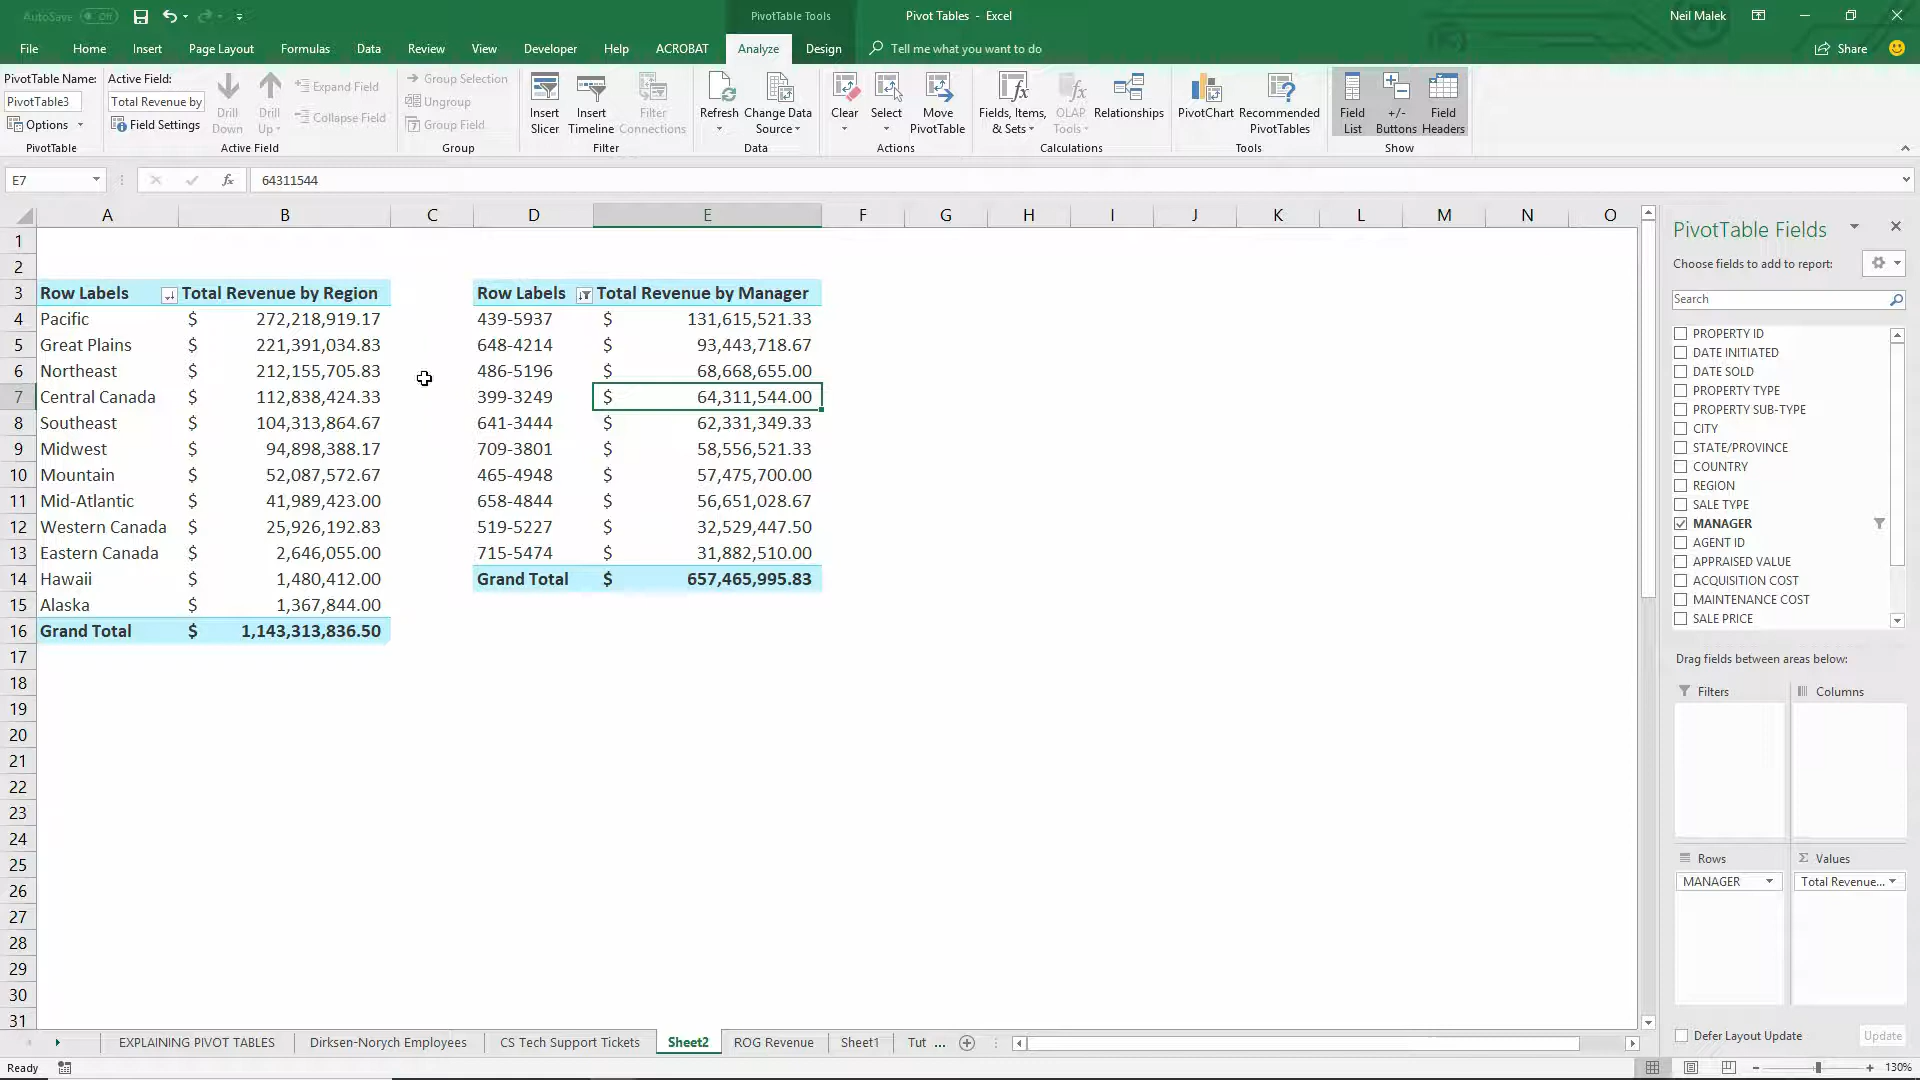 AutoSave Off
PivotTable Tools
Pivot Tables - Excel
Neil Malek
File Home Insert Page Layout Formulas Data Review View Developer Help ACROBAT Analyze Design Tell me what you want to do Share
PivotTable Name:
PivotTable3
Options
PivotTable
Active Field:
Total Revenue by
Field Settings
Drill Down
Drill Up
Expand Field
Collapse Field
Active Field
Group Selection
Ungroup
Group Field
Group
Insert Slicer
Insert Timeline
Filter Connections
Filter
Refresh
Change Data Source
Data
Clear
Select
Move PivotTable
Actions
Fields, Items, & Sets
OLAP Tools
Relationships
Calculations
PivotChart
Recommended PivotTables
Tools
Field List
+/- Buttons
Field Headers
Show
E7 fx 64311544
A B C D E F G H I J K L M N O
1
2
3 Row Labels Total Revenue by Region Row Labels Total Revenue by Manager
4 Pacific $ 272,218,919.17 439-5937 $ 131,615,521.33
5 Great Plains $ 221,391,034.83 648-4214 $ 93,443,718.67
6 Northeast $ 212,155,705.83 486-5196 $ 68,668,655.00
7 Central Canada $ 112,838,424.33 399-3249 $ 64,311,544.00
8 Southeast $ 104,313,864.67 641-3444 $ 62,331,349.33
9 Midwest $ 94,898,388.17 709-3801 $ 58,556,521.33
10 Mountain $ 52,087,572.67 465-4948 $ 57,475,700.00
11 Mid-Atlantic $ 41,989,423.00 658-4844 $ 56,651,028.67
12 Western Canada $ 25,926,192.83 519-5227 $ 32,529,447.50
13 Eastern Canada $ 2,646,055.00 715-5474 $ 31,882,510.00
14 Hawaii $ 1,480,412.00 Grand Total $ 657,465,995.83
15 Alaska $ 1,367,844.00
16 Grand Total $ 1,143,313,836.50
17
18
19
20
21
22
23
24
25
26
27
28
29
30
31
PivotTable Fields
Choose fields to add to report:
Search
PROPERTY ID
DATE INITIATED
DATE SOLD
PROPERTY TYPE
PROPERTY SUB-TYPE
CITY
STATE/PROVINCE
COUNTRY
REGION
SALE TYPE
MANAGER
AGENT ID
APPRAISED VALUE
ACQUISITION COST
MAINTENANCE COST
SALE PRICE
Drag fields between areas below:
Filters
Columns
Rows
MANAGER
Σ Values
Total Revenue...
Defer Layout Update Update
EXPLAINING PIVOT TABLES Dirksen-Norych Employees CS Tech Support Tickets Sheet2 ROG Revenue Sheet1 Tut ...
Ready
130%